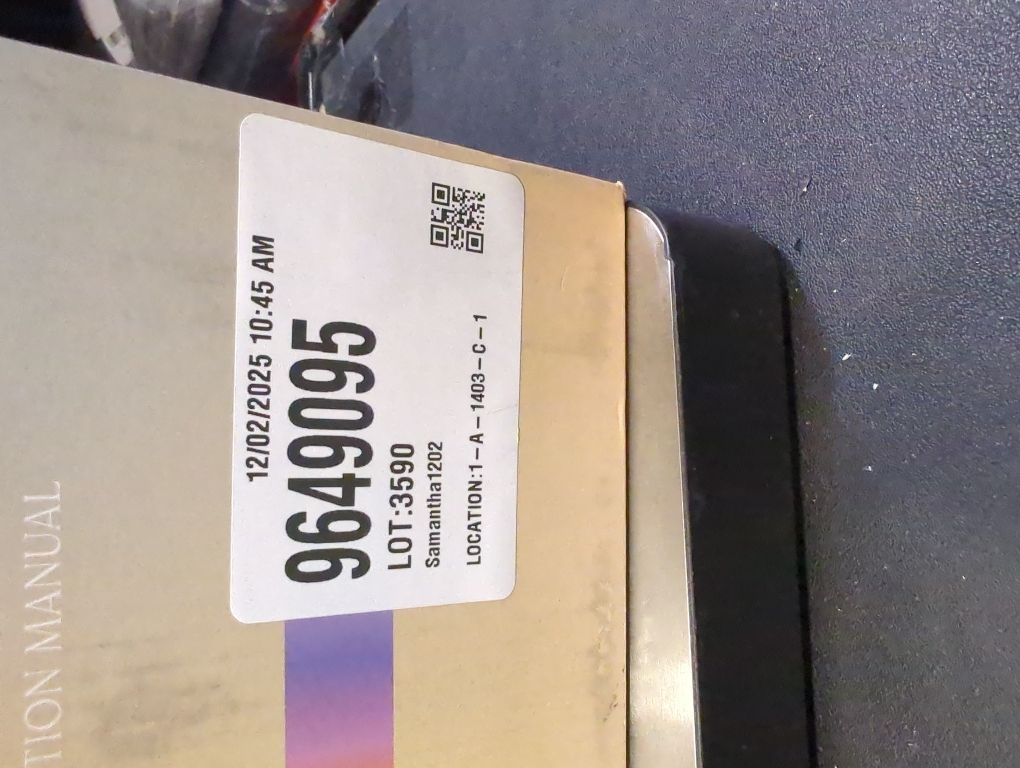 TION MANUAL
12/02/2025 10:45 AM
9649095
LOT:3590
Samantha1202
LOCATION:1-A-1403-C-1